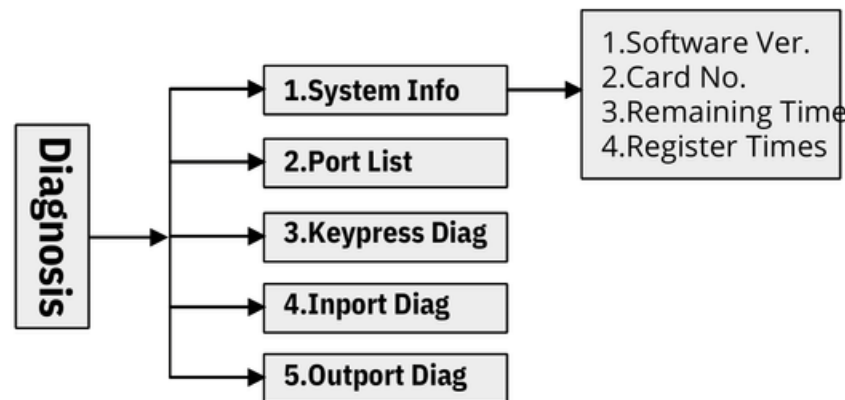 Diagnosis
1.System Info
2.Port List
3.Keypress Diag
4.Inport Diag
5.Outport Diag
1.Software Ver.
2.Card No.
3.Remaining Time
4.Register Times